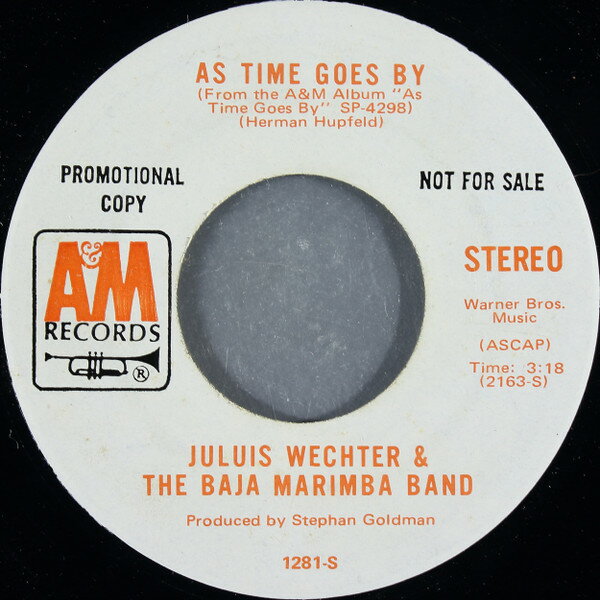 AS TIME GOES BY
(From the A&M Album "As
Time Goes By" SP-4298)
(Herman Hupfeld)
PROMOTIONAL
COPY
NOT FOR SALE
A&M
RECORDS
®
STEREO
Warner Bros.
Music
(ASCAP)
Time: 3:18
(2163-S)
JULUIS WECHTER &
THE BAJA MARIMBA BAND
Produced by Stephan Goldman
1281-S